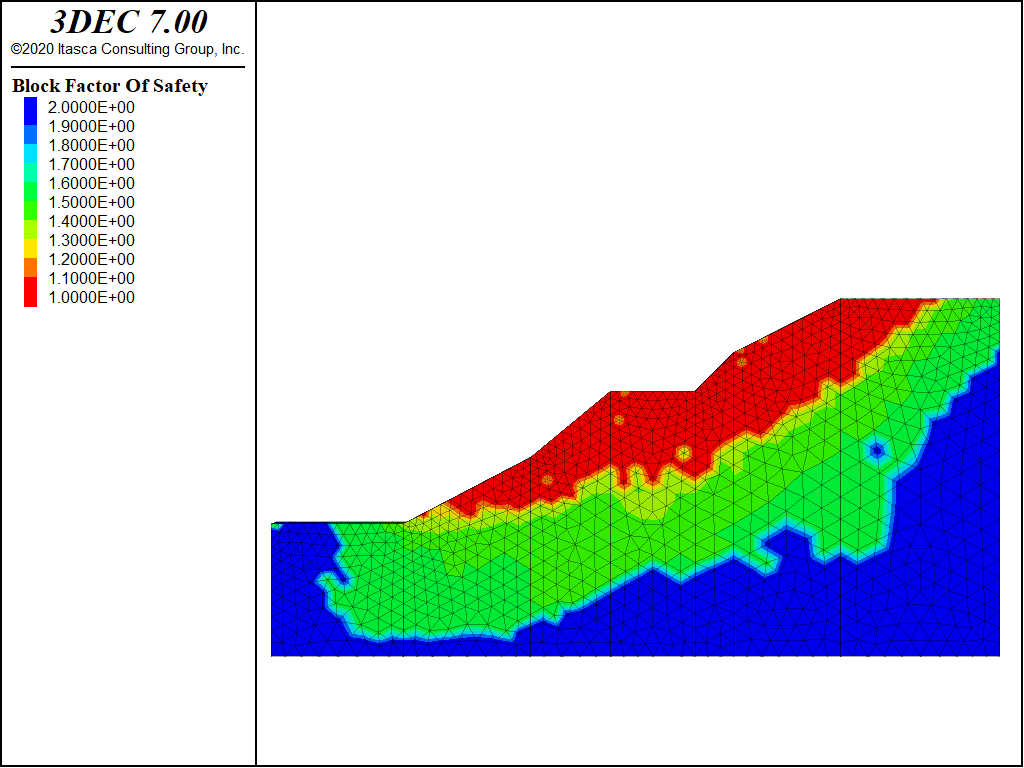 3DEC 7.00
©2020 Itasca Consulting Group, Inc.
Block Factor Of Safety
2.0000E+00
1.9000E+00
1.8000E+00
1.7000E+00
1.6000E+00
1.5000E+00
1.4000E+00
1.3000E+00
1.2000E+00
1.1000E+00
1.0000E+00